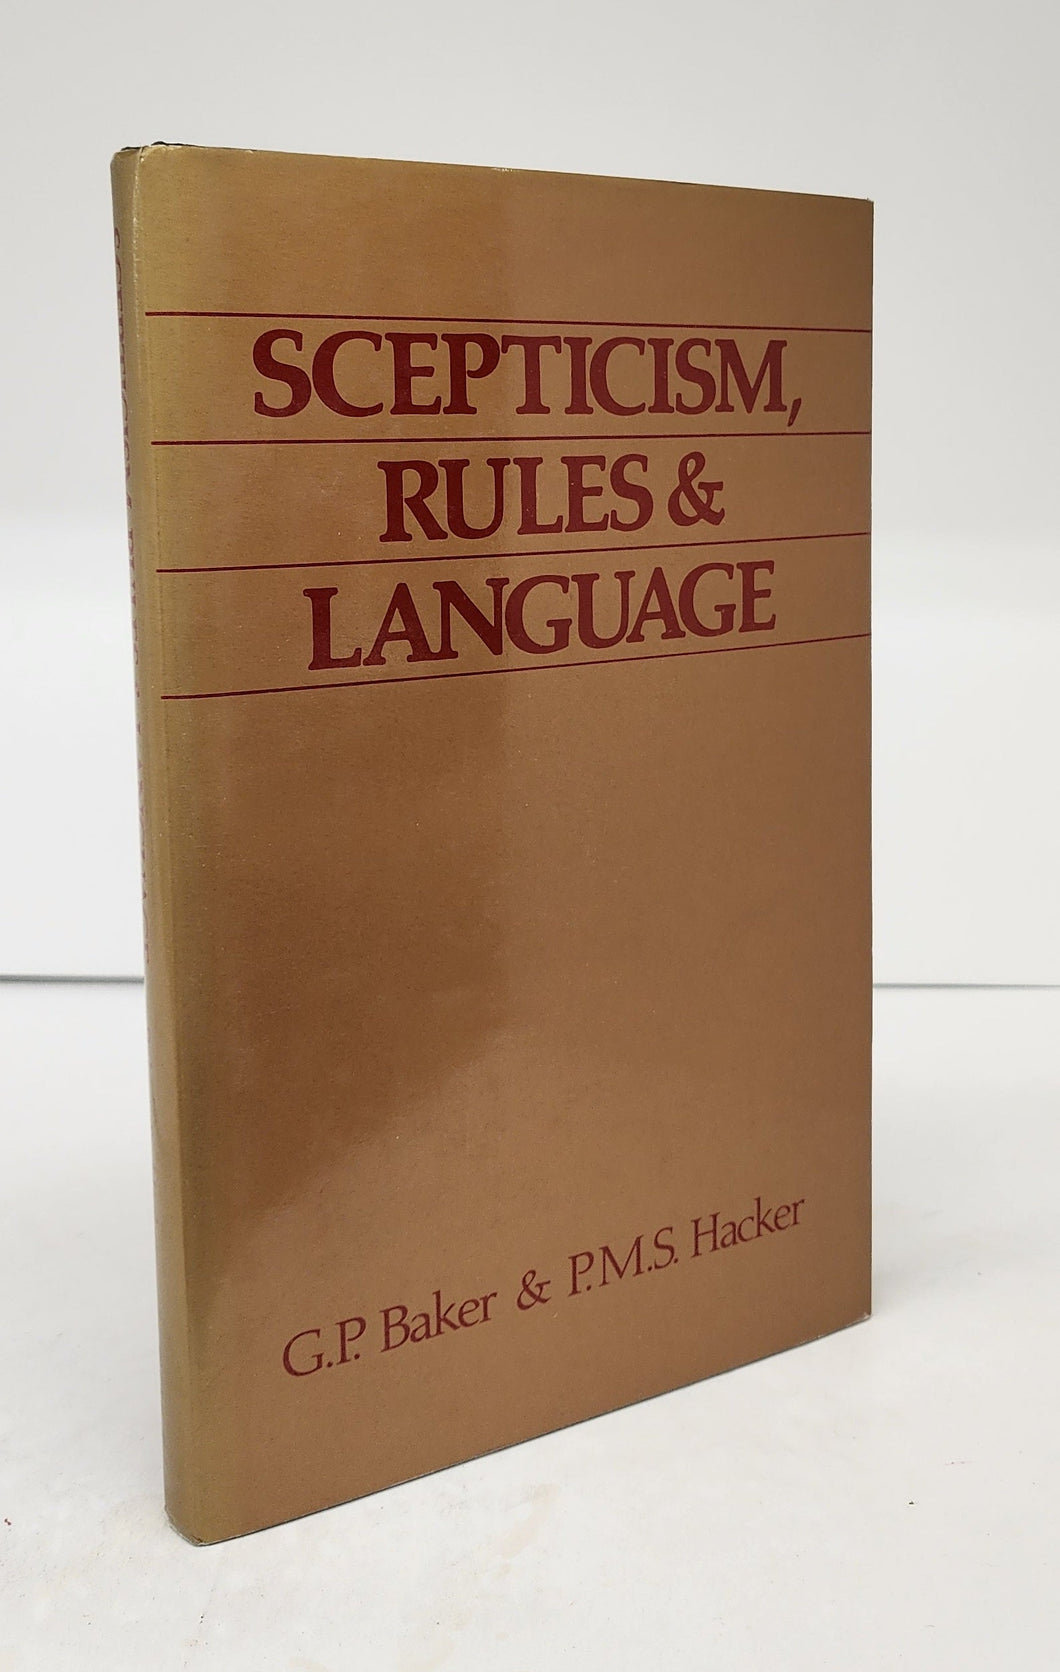 SCEPTICISM,
RULES &
LANGUAGE
G.P. Baker & P.M.S. Hacker